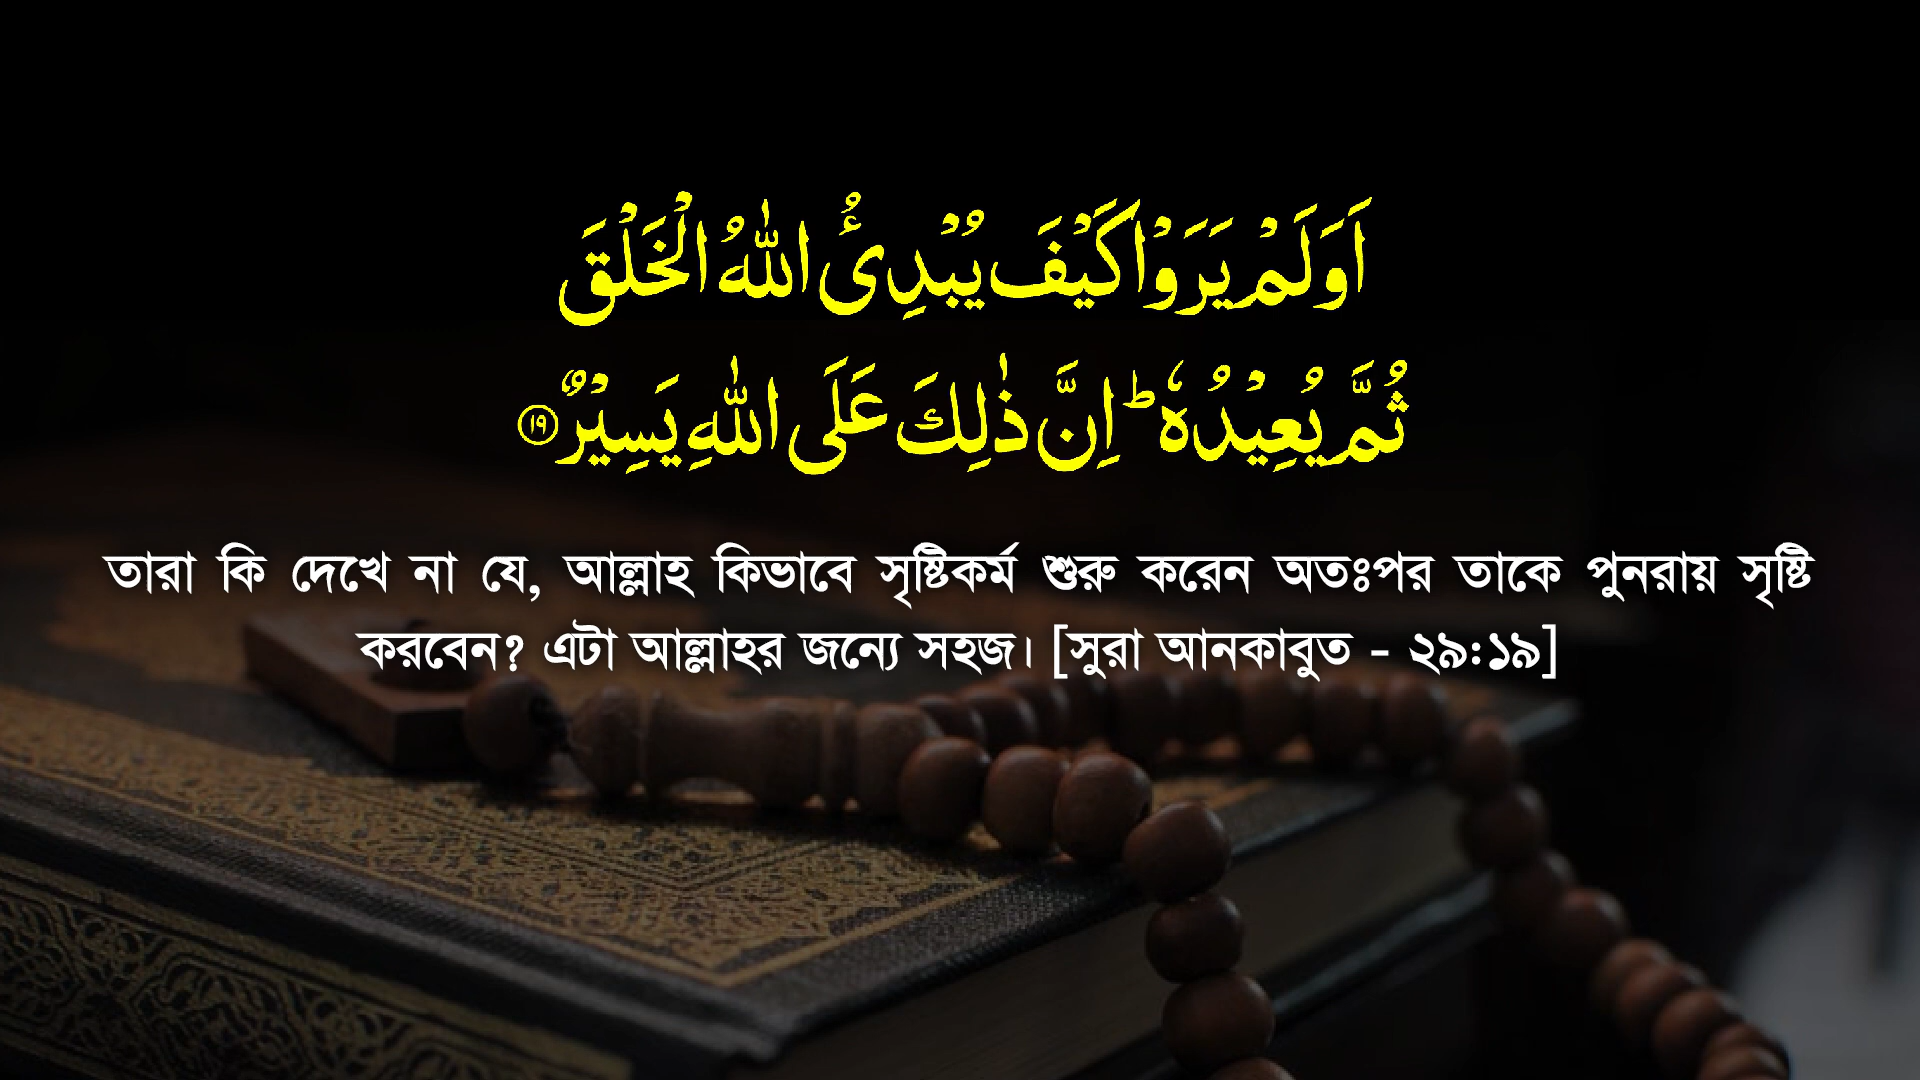 اَوَلَمْ يَرَوْا كَيْفَ يُبْدِئُ اللّٰهُ الْخَلْقَ
ثُمَّ يُعِيْدُهٗ ؕ اِنَّ ذٰلِكَ عَلَى اللّٰهِ يَسِيْرٌ ۱۹
তারা কি দেখে না যে, আল্লাহ কিভাবে সৃষ্টিকর্ম শুরু করেন অতঃপর তাকে পুনরায় সৃষ্টি
করবেন? এটা আল্লাহর জন্যে সহজ। [সুরা আনকাবুত - ২৯:১৯]